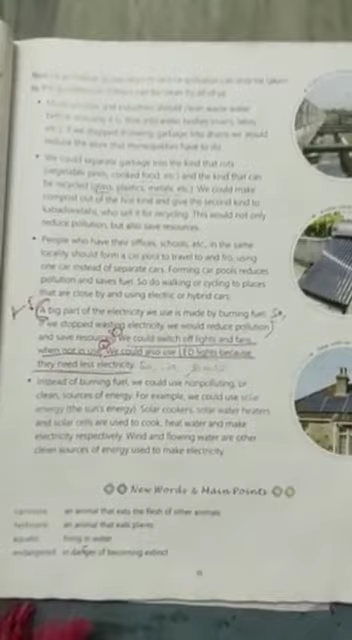 • Municipalities and industries should clean waste water
etc.). If we stopped throwing garbage into drains we would
reduce the work that municipalities have to do.
• We could separate garbage into the kind that rots
(vegetable peels, cooked food, etc.) and the kind that can
be recycled (glass, plastics, metals, etc.). We could make
compost out of the first kind and give the second kind to
kabadiwallahs, who sell it for recycling. This would not only
reduce pollution, but also save resources.
• People who have their offices, schools, etc., in the same
locality should form a car pool to travel to and fro, using
one car instead of separate cars. Forming car pools reduces
pollution and saves fuel. So do walking or cycling to places
that are close by and using electric or hybrid cars.
A big part of the electricity we use is made by burning fuel. So,
if we stopped wasting electricity, we would reduce pollution
and save resources. We could switch off lights and fans
when not in use. We could also use LED lights because
they need less electricity.
• Instead of burning fuel, we could use nonpolluting, or
clean, sources of energy. For example, we could use solar
energy (the sun's energy). Solar cookers, solar water heaters
and solar cells are used to cook, heat water and make
electricity respectively. Wind and flowing water are other
clean sources of energy used to make electricity.
New Words & Main Points
carnivore an animal that eats the flesh of other animals
herbivore an animal that eats plants
aquatic living in water
endangered in danger of becoming extinct